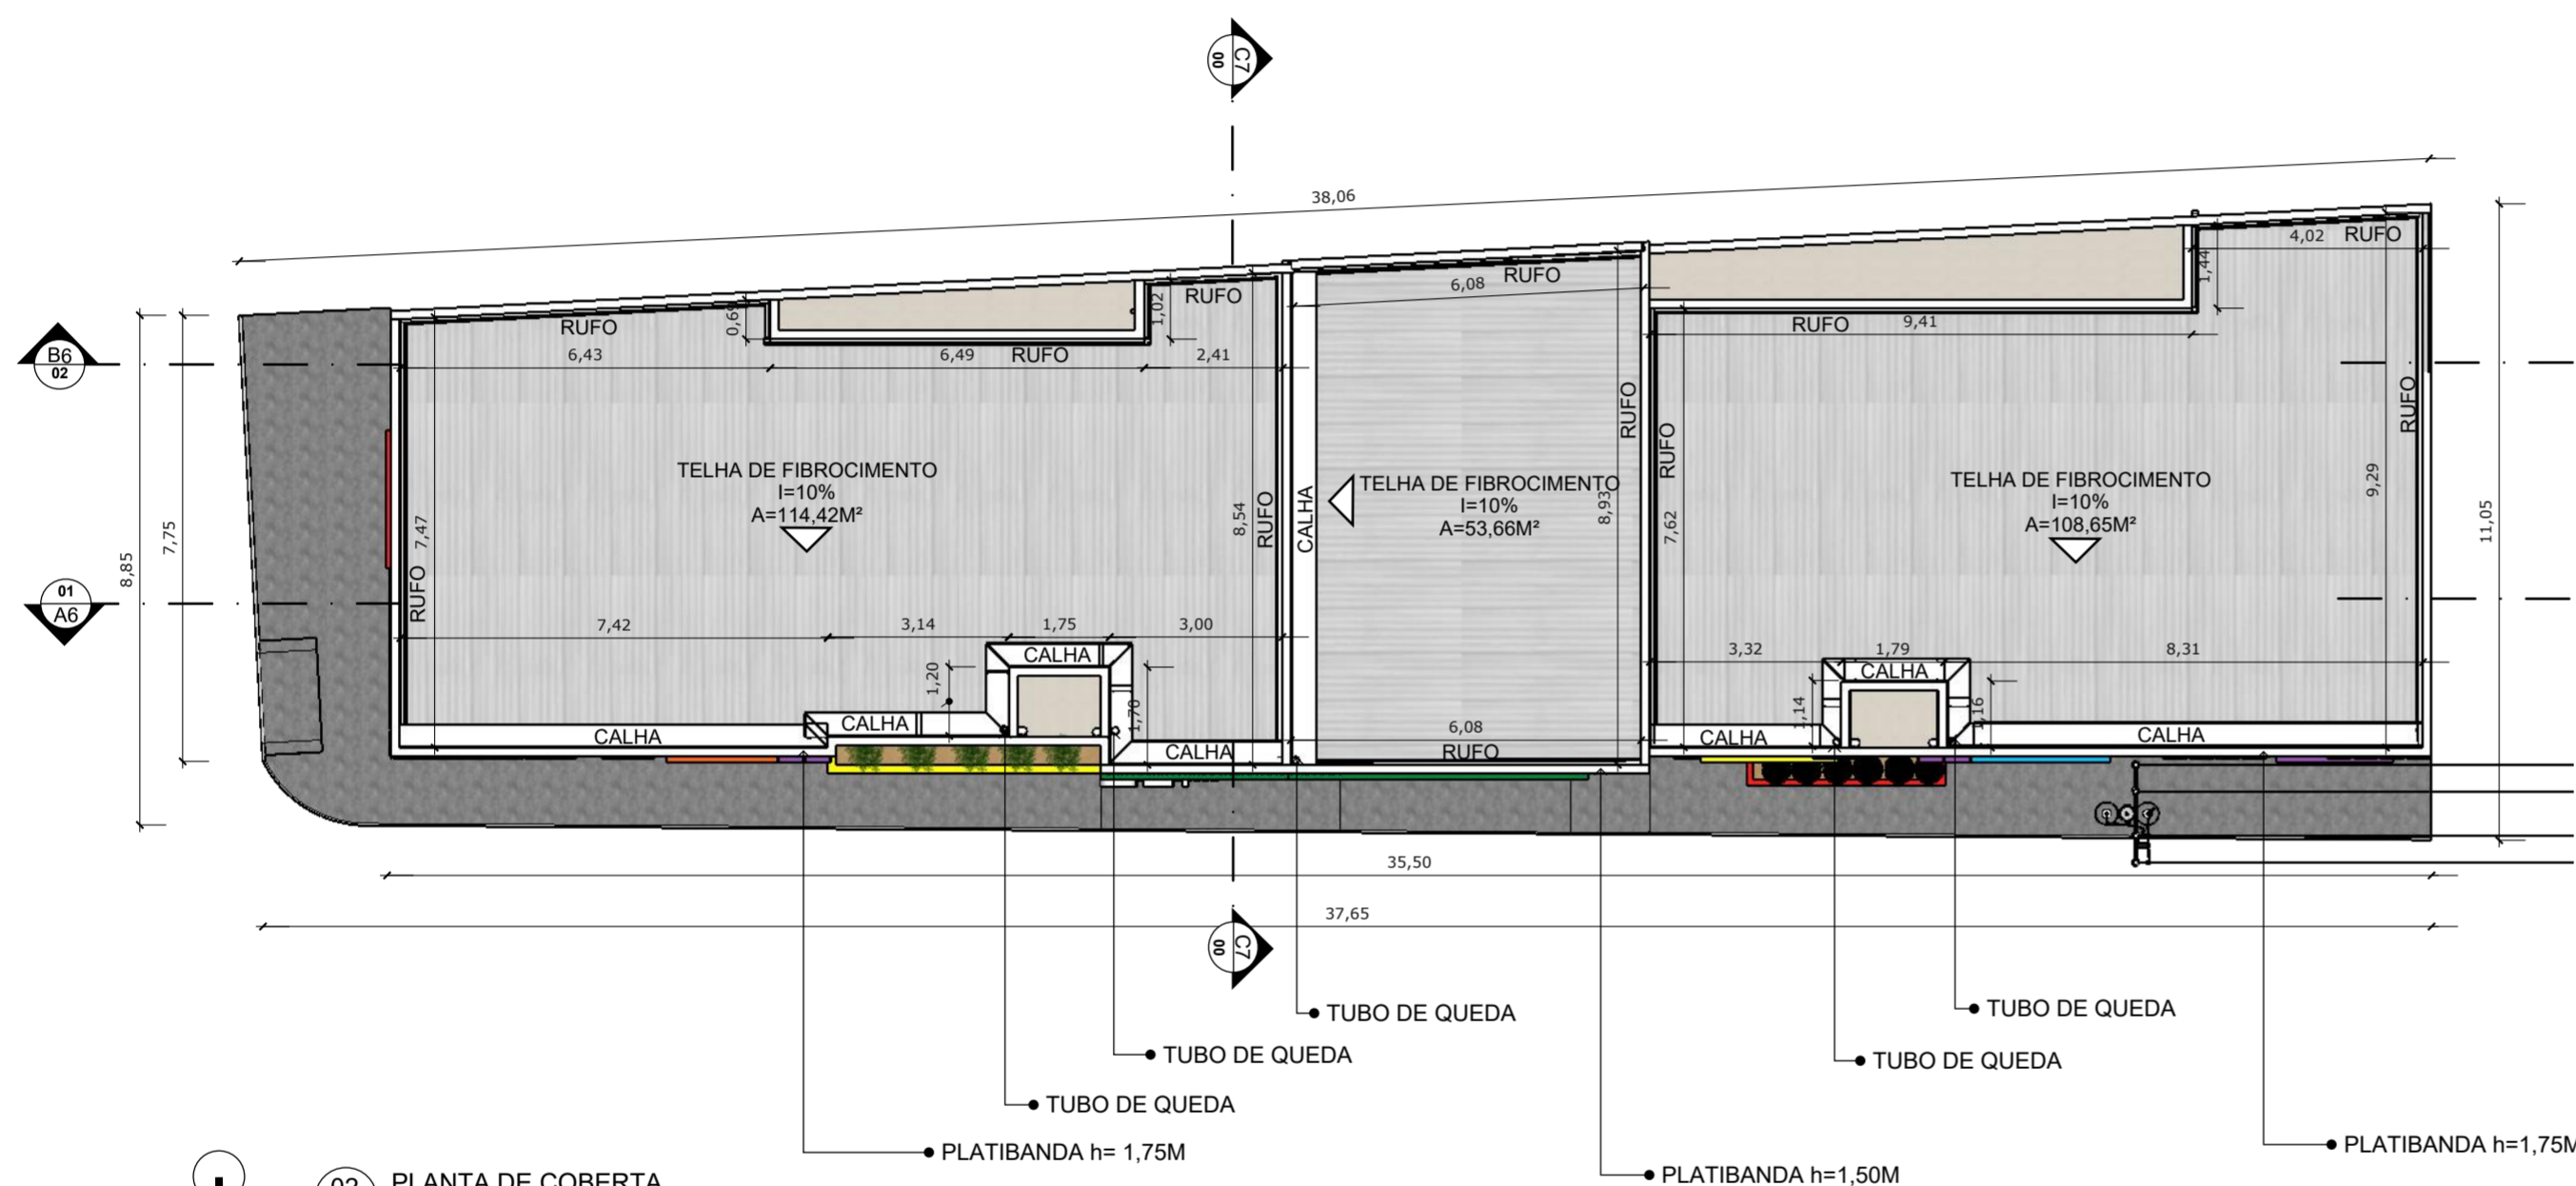 C7
00
38,06
4,02 RUFO
1,44
RUFO
6,08
RUFO
1,02
0,69
RUFO
RUFO 9,41
B6
02
6,43
6,49 RUFO
2,41
RUFO
RUFO
RUFO
TELHA DE FIBROCIMENTO
I=10%
A=114,42M²
TELHA DE FIBROCIMENTO
I=10%
A=53,66M²
TELHA DE FIBROCIMENTO
I=10%
A=108,65M²
7,47
RUFO
8,54
RUFO
CALHA
8,93
7,62
9,29
11,05
7,75
8,85
01
A6
7,42
3,14
1,75
3,00
3,32
1,79
8,31
CALHA
CALHA
1,20
1,70
1,14
1,16
CALHA
CALHA
CALHA
6,08
RUFO
CALHA
CALHA
35,50
37,65
C7
00
TUBO DE QUEDA
TUBO DE QUEDA
TUBO DE QUEDA
TUBO DE QUEDA
TUBO DE QUEDA
PLATIBANDA h= 1,75M
PLATIBANDA h=1,50M
PLATIBANDA h=1,75M
02
PLANTA DE COBERTA